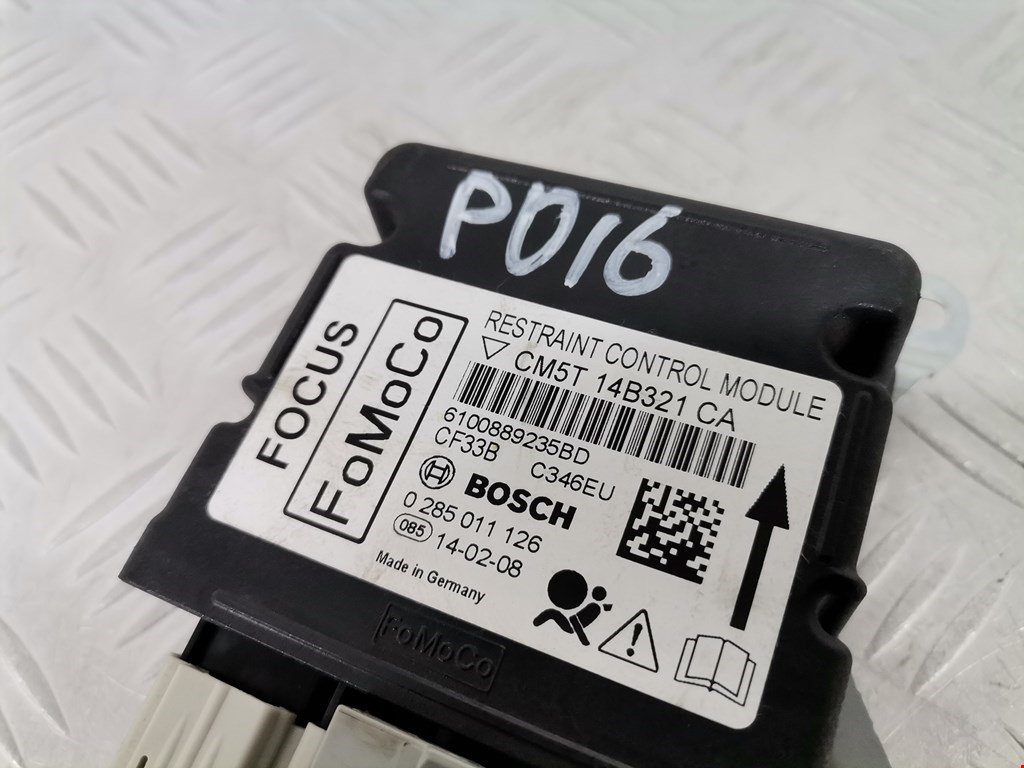 PD16
FOCUS
FoMoCo
RESTRAINT CONTROL MODULE
CM5T 14B321 CA
6100889235BD
CF33B C346EU
BOSCH
0 285 011 126
085 14-02-08
Made in Germany
FoMoCo